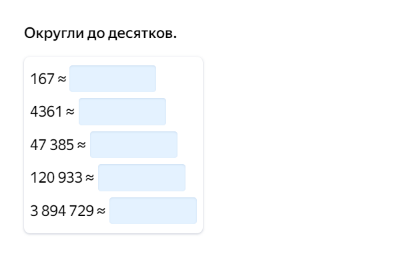 Округли до десятков.
167 ≈
4361 ≈
47 385 ≈
120 933 ≈
3 894 729 ≈